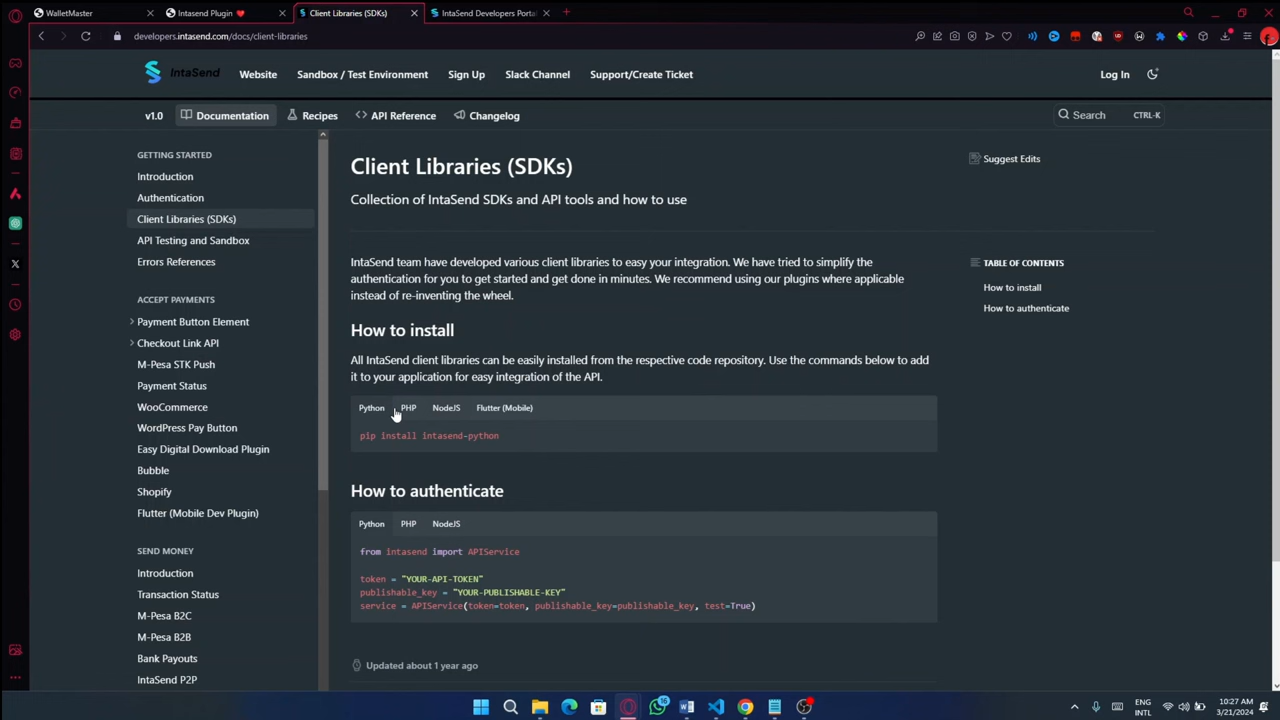 WalletMaster
Intasend Plugin
Client Libraries (SDKs)
IntaSend Developers Porta
developers.intasend.com/docs/client-libraries
IntaSend
Website
Sandbox / Test Environment
Sign Up
Slack Channel
Support/Create Ticket
Log In
v1.0
Documentation
Recipes
API Reference
Changelog
Search
CTRL-K
GETTING STARTED
Introduction
Authentication
Client Libraries (SDKs)
API Testing and Sandbox
Errors References
ACCEPT PAYMENTS
Payment Button Element
Checkout Link API
M-Pesa STK Push
Payment Status
WooCommerce
WordPress Pay Button
Easy Digital Download Plugin
Bubble
Shopify
Flutter (Mobile Dev Plugin)
SEND MONEY
Introduction
Transaction Status
M-Pesa B2C
M-Pesa B2B
Bank Payouts
IntaSend P2P
Client Libraries (SDKs)
Collection of IntaSend SDKs and API tools and how to use
IntaSend team have developed various client libraries to easy your integration. We have tried to simplify the
authentication for you to get started and get done in minutes. We recommend using our plugins where applicable
instead of re-inventing the wheel.
How to install
All IntaSend client libraries can be easily installed from the respective code repository. Use the commands below to add
it to your application for easy integration of the API.
Python PHP NodeJS Flutter (Mobile)
pip install intasend-python
How to authenticate
Python PHP NodeJS
from intasend import APIService
token = "YOUR-API-TOKEN"
publishable_key = "YOUR-PUBLISHABLE-KEY"
service = APIService(token=token, publishable_key=publishable_key, test=True)
Updated about 1 year ago
Suggest Edits
TABLE OF CONTENTS
How to install
How to authenticate
16
ENG
INTL
10:27 AM
3/21/2024